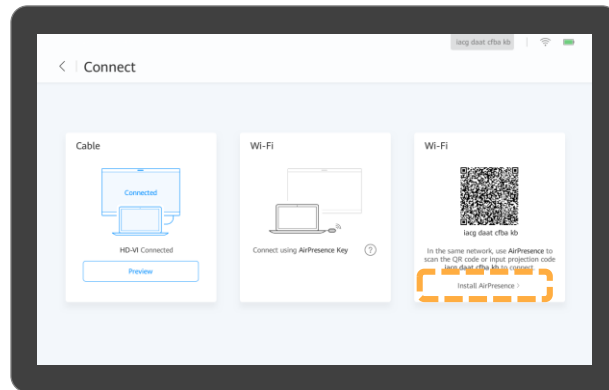 iacg daat cfba kb
Connect
Cable
Connected
HD-VI Connected
Preview
Wi-Fi
Connect using AirPresence Key
?
Wi-Fi
iacg daat cfba kb
In the same network, use AirPresence to
scan the QR code or input projection code
iacg daat cfba kb to connect
Install AirPresence >